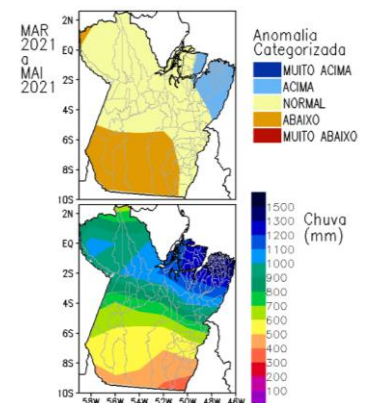 MAR
2021
a
MAI
2021
2N
EQ
2S
4S
6S
8S
10S
Anomalia
Categorizada
MUITO ACIMA
ACIMA
NORMAL
ABAIXO
MUITO ABAIXO
2N
EQ
2S
4S
6S
8S
10S
58W 56W 54W 52W 50W 48W 46W
Chuva
(mm)
1500
1300
1200
1100
1000
900
800
700
600
500
400
300
200
100